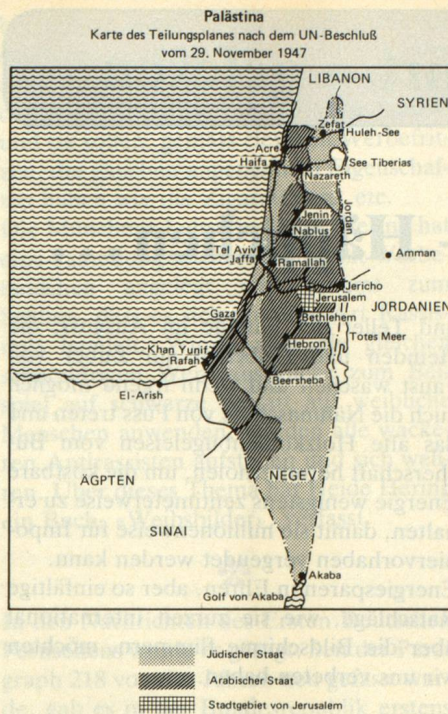 Palästina
Karte des Teilungsplanes nach dem UN-Beschluß
vom 29. November 1947
LIBANON
SYRIEN
Zefat
Huleh-See
Acre
Haifa
See Tiberias
Nazareth
Jenin
Jordan
Nablus
Tel Aviv
Jaffa
Ramallah
Amman
Jericho
Jerusalem
JORDANIEN
Gaza
Bethlehem
Totes Meer
Hebron
Khan Yunif
Rafah
Beersheba
El-Arish
ÄGPTEN
NEGEV
SINAI
Akaba
Golf von Akaba
Jüdischer Staat
Arabischer Staat
Stadtgebiet von Jerusalem